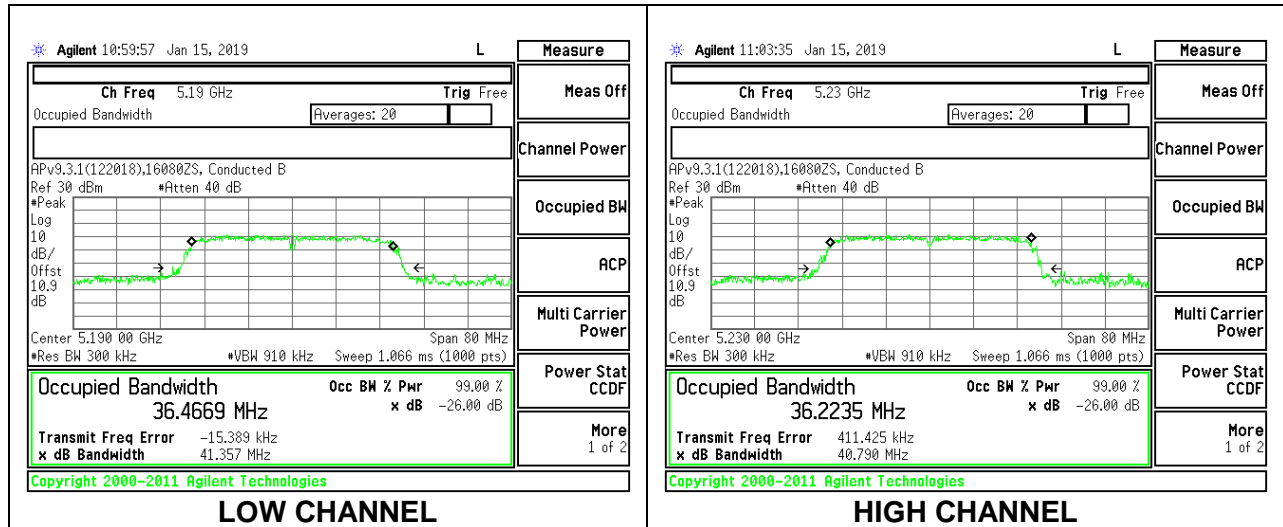 Agilent 10:59:57 Jan 15, 2019 L Measure
Ch Freq 5.19 GHz Trig Free
Occupied Bandwidth Averages: 20
APv9.3.1(122018),16080ZS, Conducted B
Ref 30 dBm #Atten 40 dB
#Peak
Log
10
dB/
Offst
10.9
dB
Center 5.190 00 GHz Span 80 MHz
#Res BW 300 kHz #VBW 910 kHz Sweep 1.066 ms (1000 pts)
Occupied Bandwidth Occ BW % Pwr 99.00 %
36.4669 MHz x dB -26.00 dB
Transmit Freq Error -15.389 kHz
x dB Bandwidth 41.357 MHz
Copyright 2000-2011 Agilent Technologies
Meas Off
Channel Power
Occupied BW
ACP
Multi Carrier
Power
Power Stat
CCDF
More
1 of 2
LOW CHANNEL
Agilent 11:03:35 Jan 15, 2019 L Measure
Ch Freq 5.23 GHz Trig Free
Occupied Bandwidth Averages: 20
APv9.3.1(122018),16080ZS, Conducted B
Ref 30 dBm #Atten 40 dB
#Peak
Log
10
dB/
Offst
10.9
dB
Center 5.230 00 GHz Span 80 MHz
#Res BW 300 kHz #VBW 910 kHz Sweep 1.066 ms (1000 pts)
Occupied Bandwidth Occ BW % Pwr 99.00 %
36.2235 MHz x dB -26.00 dB
Transmit Freq Error 411.425 kHz
x dB Bandwidth 40.790 MHz
Copyright 2000-2011 Agilent Technologies
Meas Off
Channel Power
Occupied BW
ACP
Multi Carrier
Power
Power Stat
CCDF
More
1 of 2
HIGH CHANNEL